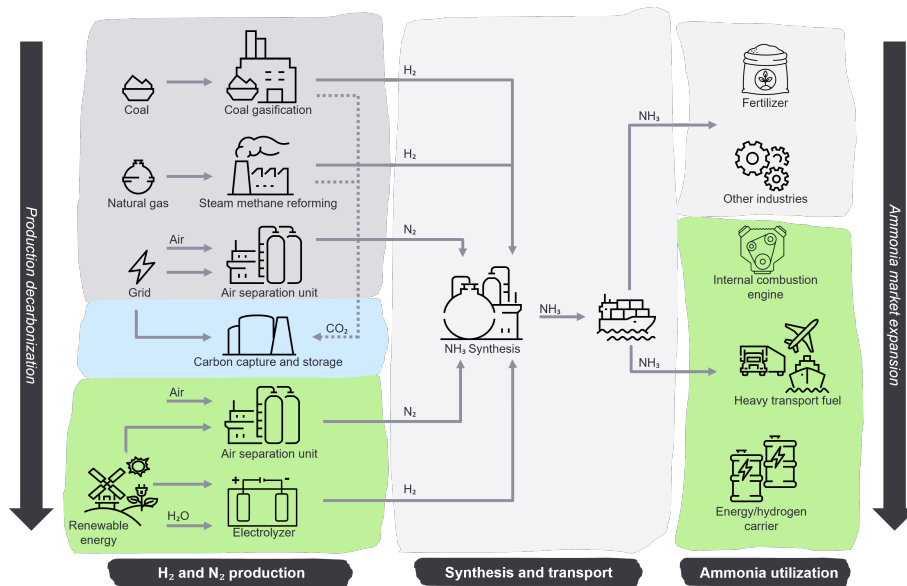 Production decarbonization
Coal
Coal gasification
Natural gas
Steam methane reforming
Air
Grid
Air separation unit
CO₂
Carbon capture and storage
Air
Air separation unit
Renewable
energy
H₂O
+ -
Electrolyzer
H₂ and N₂ production
H₂
H₂
N₂
NH₃ Synthesis
NH₃
N₂
H₂
Synthesis and transport
NH₃
NH₃
Fertilizer
Other industries
Internal combustion
engine
Heavy transport fuel
Energy/hydrogen
carrier
Ammonia utilization
Ammonia market expansion